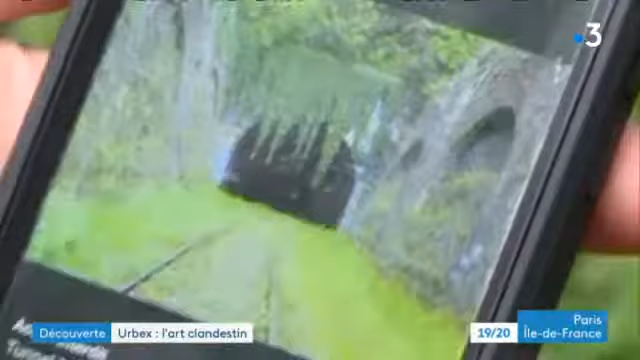 3
Découverte
Urbex : l'art clandestin
19/20
Paris
Île-de-France